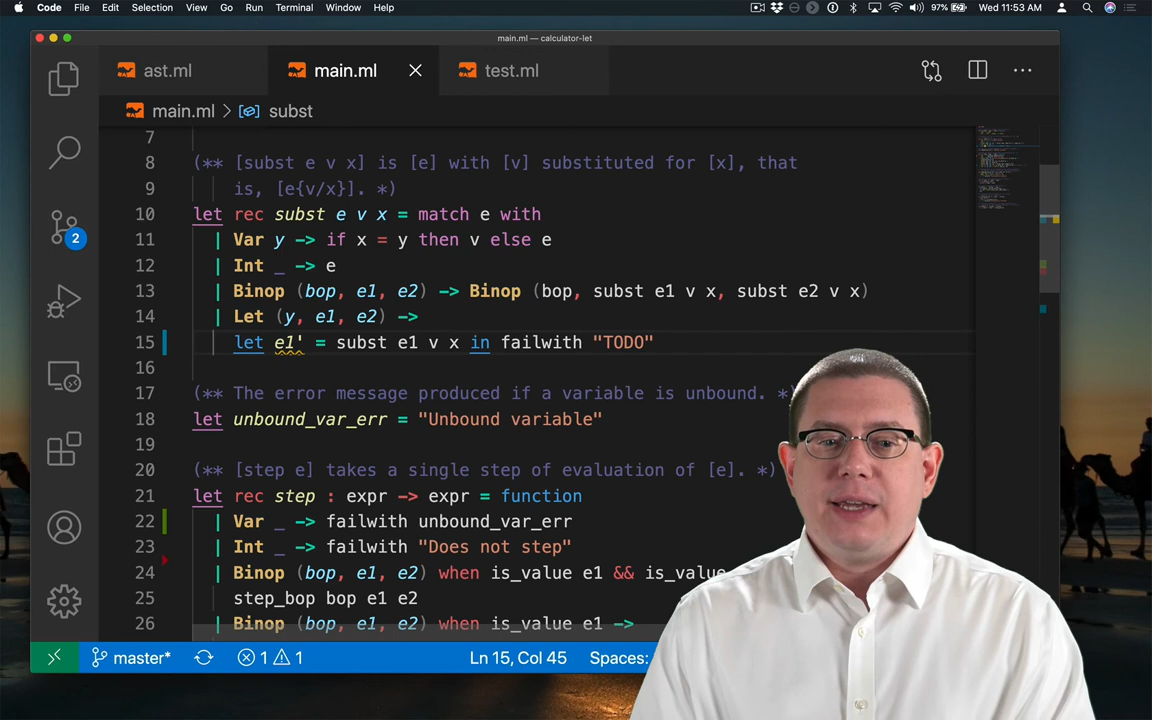 Code File Edit Selection View Go Run Terminal Window Help 97% Wed 11:53 AM
main.ml — calculator-let
ast.ml main.ml test.ml
main.ml > subst
7
8 (** [subst e v x] is [e] with [v] substituted for [x], that
9 is, [e{v/x}]. *)
10 let rec subst e v x = match e with
11 | Var y -> if x = y then v else e
12 | Int _ -> e
13 | Binop (bop, e1, e2) -> Binop (bop, subst e1 v x, subst e2 v x)
14 | Let (y, e1, e2) ->
15 let e1' = subst e1 v x in failwith "TODO"
16
17 (** The error message produced if a variable is unbound. *)
18 let unbound_var_err = "Unbound variable"
19
20 (** [step e] takes a single step of evaluation of [e]. *)
21 let rec step : expr -> expr = function
22 | Var _ -> failwith unbound_var_err
23 | Int _ -> failwith "Does not step"
24 | Binop (bop, e1, e2) when is_value e1 && is_value
25 step_bop bop e1 e2
26 | Binop (bop, e1, e2) when is_value e1 ->
2
master* 1 1 Ln 15, Col 45 Spaces: